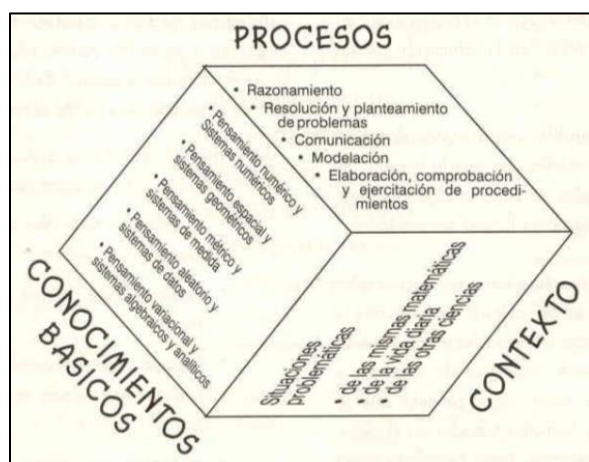 PROCESOS
• Razonamiento
• Resolución y planteamiento
de problemas
• Comunicación
• Modelación
• Elaboración, comprobación
y ejercitación de procedi-
mientos
• Pensamiento numérico y
Sistemas numéricos
• Pensamiento espacial y
sistemas geométricos
• Pensamiento métrico y
sistemas de medida
• Pensamiento aleatorio y
sistemas de datos
• Pensamiento variacional y
sistemas algebraicos y analíticos
CONOCIMIENTOS
BASICOS
Situaciones
problemáticas
• de las mismas matemáticas
• de la vida diaria
• de las otras ciencias
CONTEXTO